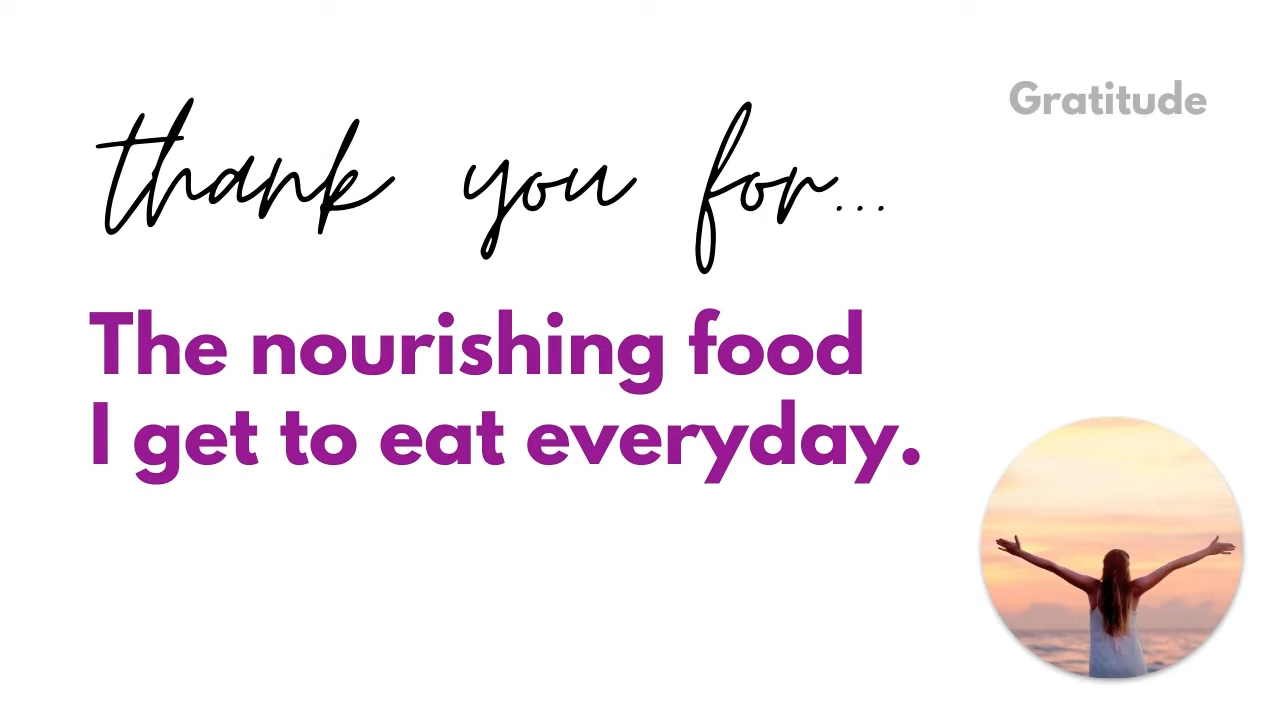 Gratitude
thank you for...
The nourishing food
I get to eat everyday.